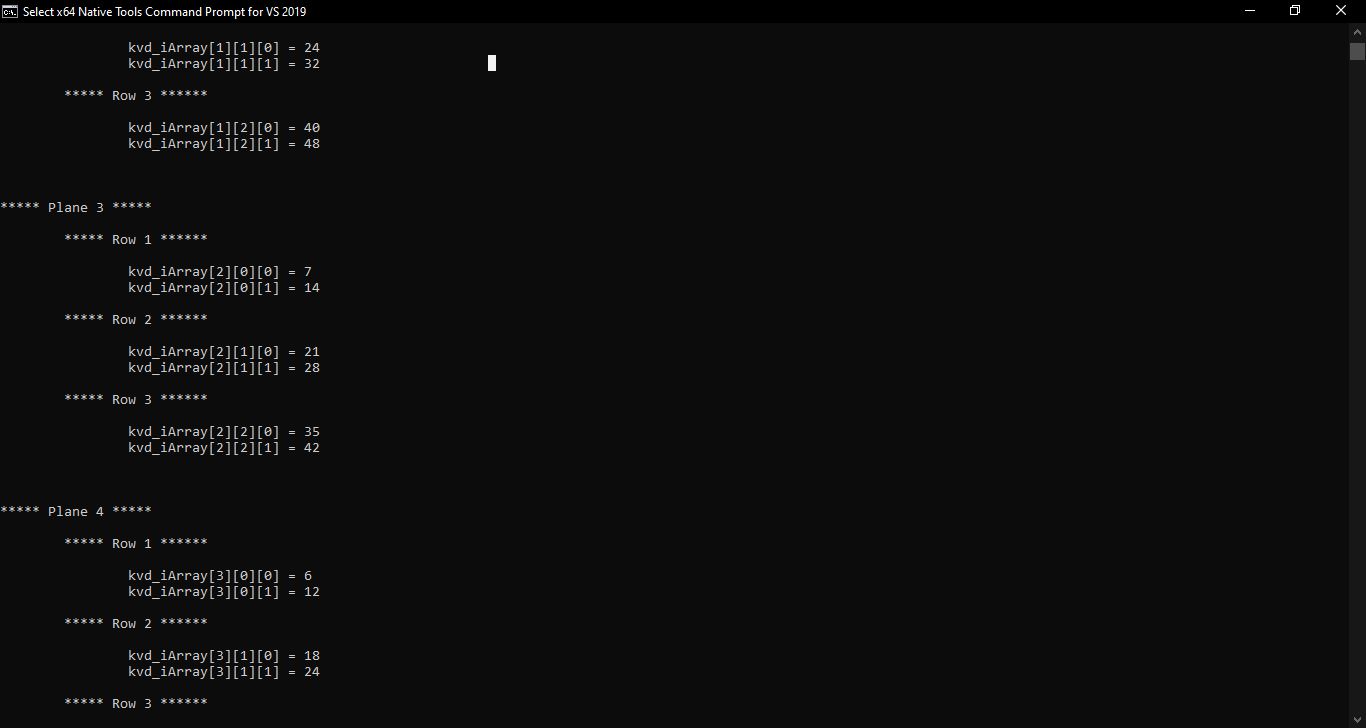 Select x64 Native Tools Command Prompt for VS 2019
kvd_iArray[1][1][0] = 24
kvd_iArray[1][1][1] = 32
***** Row 3 ******
kvd_iArray[1][2][0] = 40
kvd_iArray[1][2][1] = 48
***** Plane 3 *****
***** Row 1 ******
kvd_iArray[2][0][0] = 7
kvd_iArray[2][0][1] = 14
***** Row 2 ******
kvd_iArray[2][1][0] = 21
kvd_iArray[2][1][1] = 28
***** Row 3 ******
kvd_iArray[2][2][0] = 35
kvd_iArray[2][2][1] = 42
***** Plane 4 *****
***** Row 1 ******
kvd_iArray[3][0][0] = 6
kvd_iArray[3][0][1] = 12
***** Row 2 ******
kvd_iArray[3][1][0] = 18
kvd_iArray[3][1][1] = 24
***** Row 3 ******